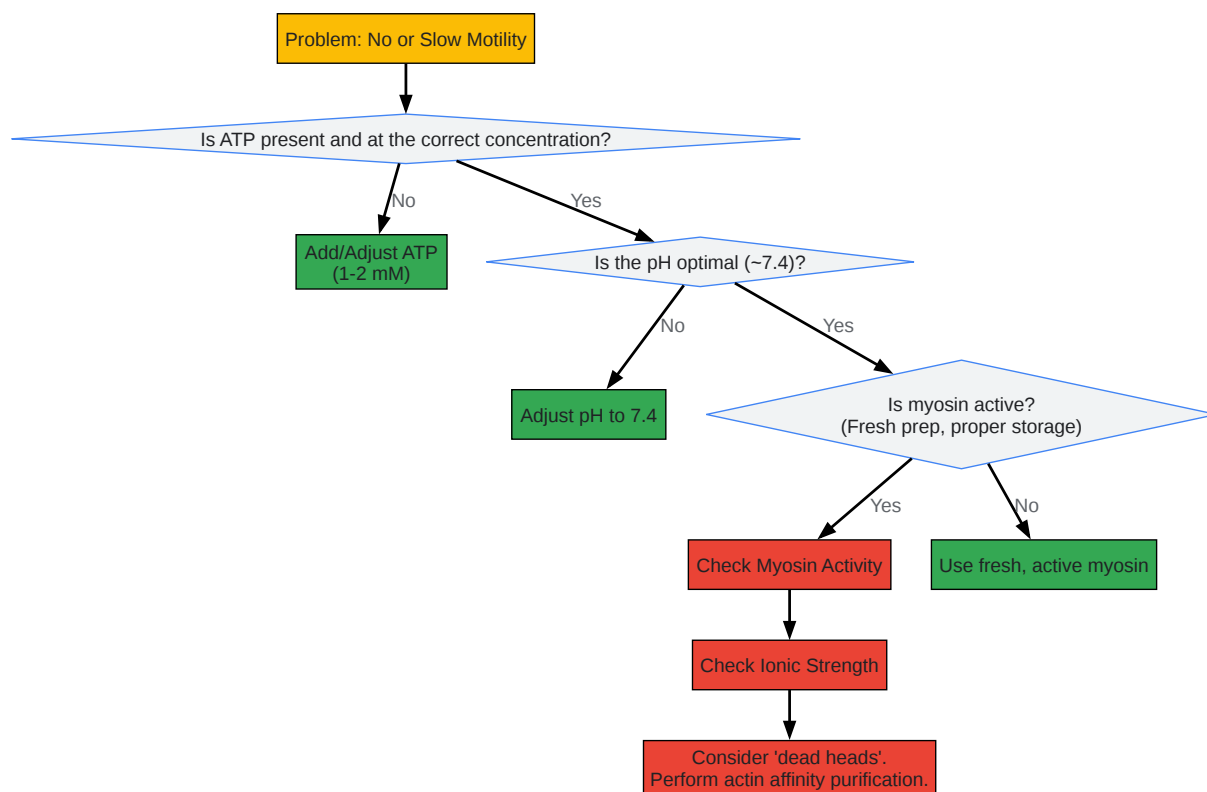 Problem: No or Slow Motility
Is ATP present and at the correct concentration?
No
Yes
Add/Adjust ATP
(1-2 mM)
Is the pH optimal (~7.4)?
No
Yes
Adjust pH to 7.4
Is myosin active?
(Fresh prep, proper storage)
Yes
No
Check Myosin Activity
Use fresh, active myosin
Check Ionic Strength
Consider 'dead heads'.
Perform actin affinity purification.